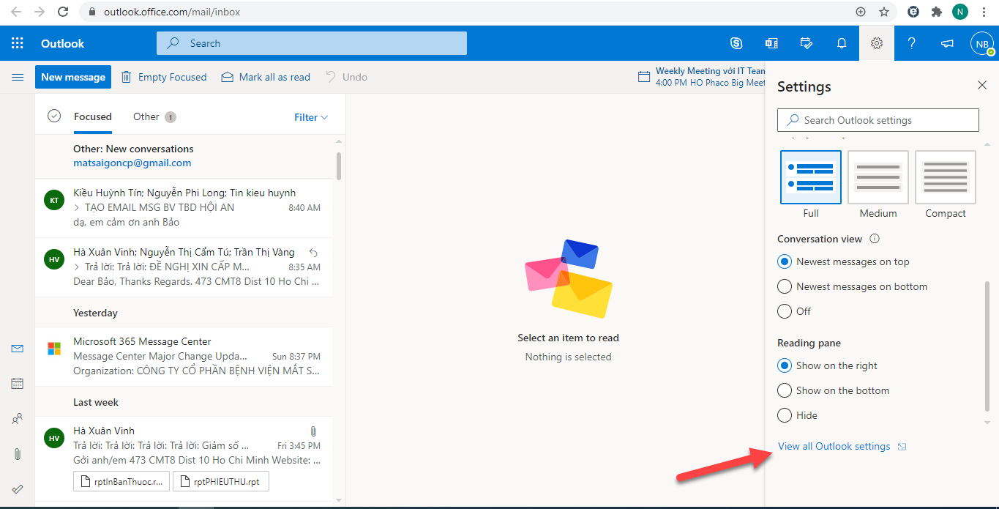 outlook.office.com/mail/inbox
N
Outlook
Search
NB
New message
Empty Focused
Mark all as read
Undo
Weekly Meeting với IT Team
4:00 PM HO Phaco Big Meet
Focused
Other 1
Filter
Other: New conversations
matsaigoncp@gmail.com
KT
Kiều Huỳnh Tín; Nguyễn Phi Long; Tin kieu huynh
TẠO EMAIL MSG BV TBD HỘI AN
8:40 AM
dạ, em cảm ơn anh Bảo
HV
Hà Xuân Vinh; Nguyễn Thị Cẩm Tú; Trần Thị Vàng
Trả lời: Trả lời: ĐỀ NGHỊ XIN CẤP M...
8:35 AM
Dear Bảo, Thanks Regards. 473 CMT8 Dist 10 Ho Chi ...
Yesterday
Microsoft 365 Message Center
Message Center Major Change Upda...
Sun 8:37 PM
Organization: CÔNG TY CỔ PHẦN BỆNH VIỆN MẮT S...
Last week
HV
Hà Xuân Vinh
Trả lời: Trả lời: Trả lời: Trả lời: Giảm số ...
Fri 3:45 PM
Gởi anh/em 473 CMT8 Dist 10 Ho Chi Minh Website: ...
rptInBanThuoc.r...
rptPHIEUTHU.rpt
Select an item to read
Nothing is selected
Settings
Search Outlook settings
Full
Medium
Compact
Conversation view
Newest messages on top
Newest messages on bottom
Off
Reading pane
Show on the right
Show on the bottom
Hide
View all Outlook settings